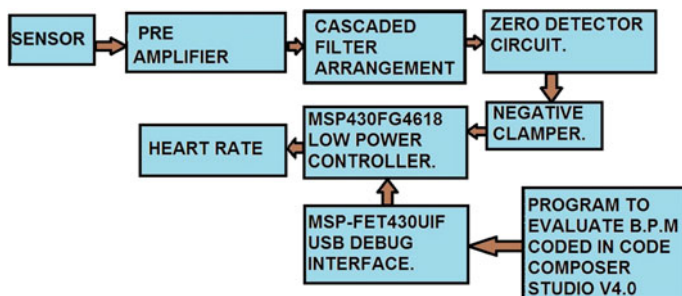 SENSOR
PRE
AMPLIFIER
CASCADED
FILTER
ARRANGEMENT
ZERO DETECTOR
CIRCUIT.
NEGATIVE
CLAMPER.
MSP430FG4618
LOW POWER
CONTROLLER.
HEART RATE
MSP-FET430UIF
USB DEBUG
INTERFACE.
PROGRAM TO
EVALUATE B.P.M
CODED IN CODE
COMPOSER
STUDIO V4.0